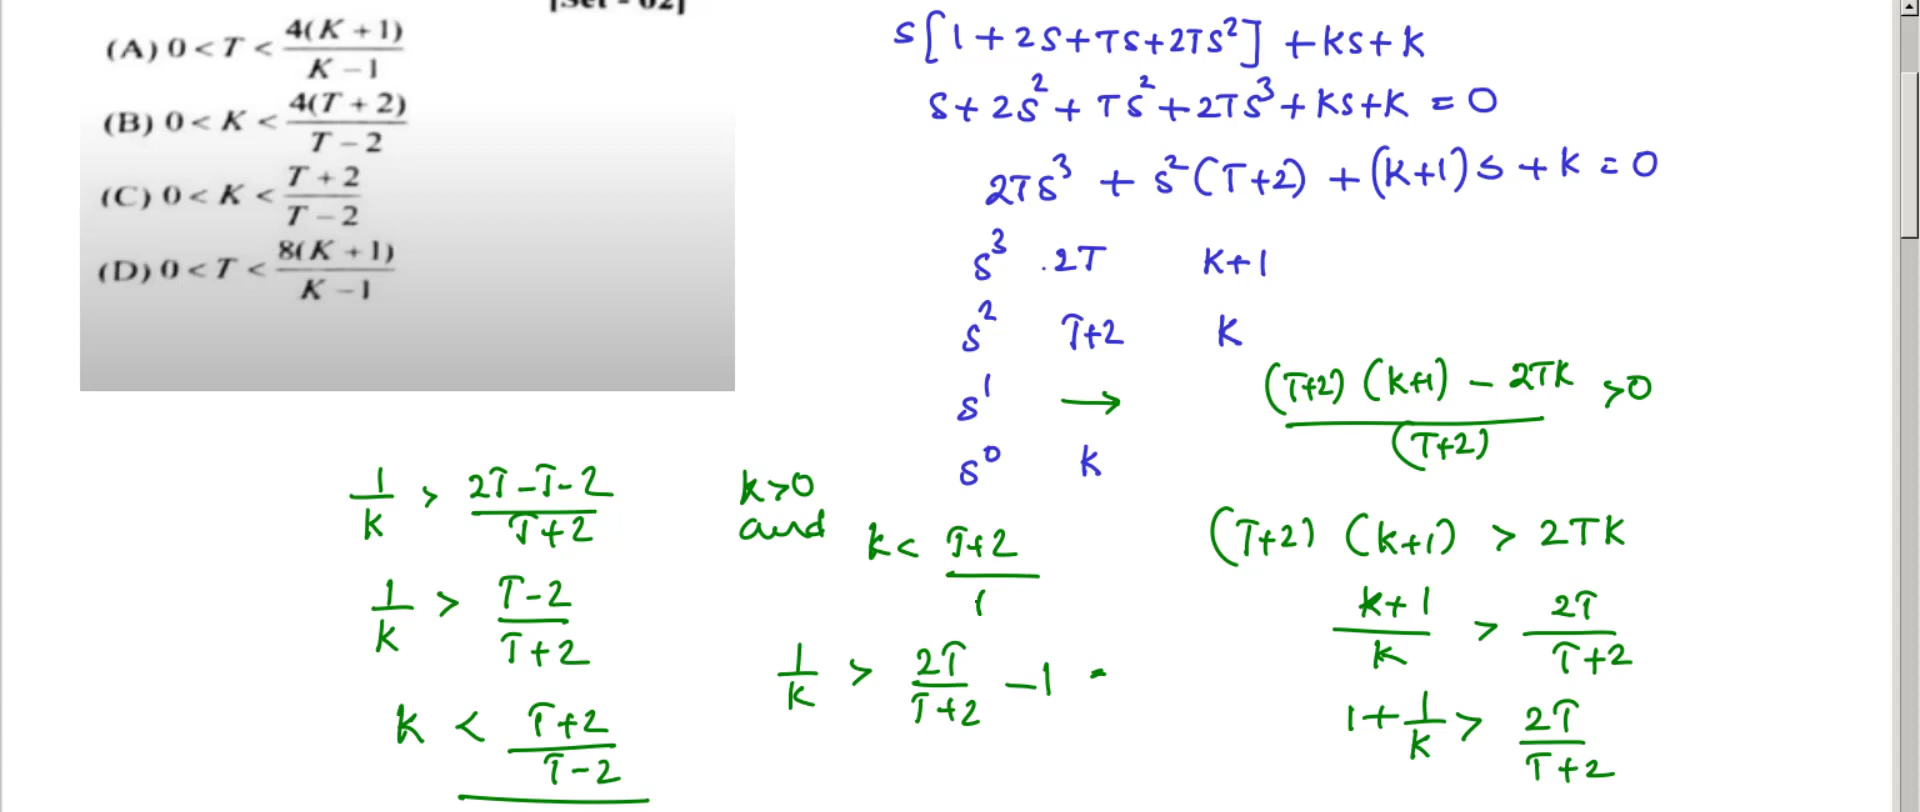 [Set - 02]
(A) 0 < T < 4(K + 1) / K – 1
(B) 0 < K < 4(T + 2) / T – 2
(C) 0 < K < T + 2 / T – 2
(D) 0 < T < 8(K + 1) / K – 1
s[1 + 2s + Ts + 2Ts²] + ks + k
s + 2s² + Ts² + 2Ts³ + ks + k = 0
2Ts³ + s²(T+2) + (k+1)s + k = 0
s³ .2T k+1
s² T+2 k
s¹ → (T+2) (k+1) – 2Tk / (T+2) >0
s⁰ k
(T+2) (k+1) > 2Tk
k+1 / k > 2T / T+2
1 + 1/k > 2T / T+2
1/k > 2T / T+2 – 1 -
1/k > 2T – T – 2 / T+2
1/k > T–2 / T+2
k < T+2 / T–2
k>0
and
k < T+2 / 1